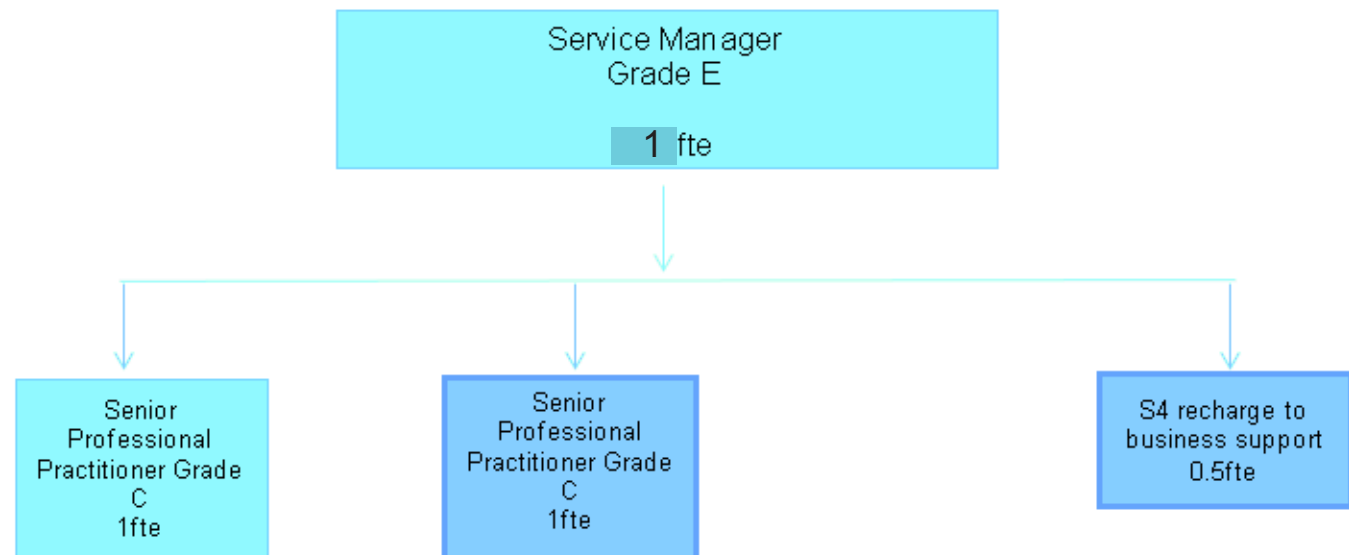 Service Manager
Grade E
1 fte
Senior
Professional
Practitioner Grade
C
1fte
Senior
Professional
Practitioner Grade
C
1fte
S4 recharge to
business support
0.5fte